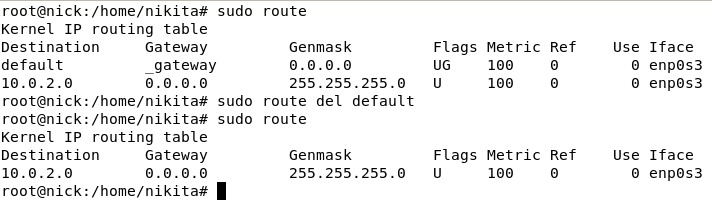 root@nick:/home/nikita# sudo route
Kernel IP routing table
Destination     Gateway         Genmask         Flags Metric Ref    Use Iface
default         _gateway        0.0.0.0         UG    100    0        0 enp0s3
10.0.2.0        0.0.0.0         255.255.255.0   U     100    0        0 enp0s3
root@nick:/home/nikita# sudo route del default
root@nick:/home/nikita# sudo route
Kernel IP routing table
Destination     Gateway         Genmask         Flags Metric Ref    Use Iface
10.0.2.0        0.0.0.0         255.255.255.0   U     100    0        0 enp0s3
root@nick:/home/nikita#